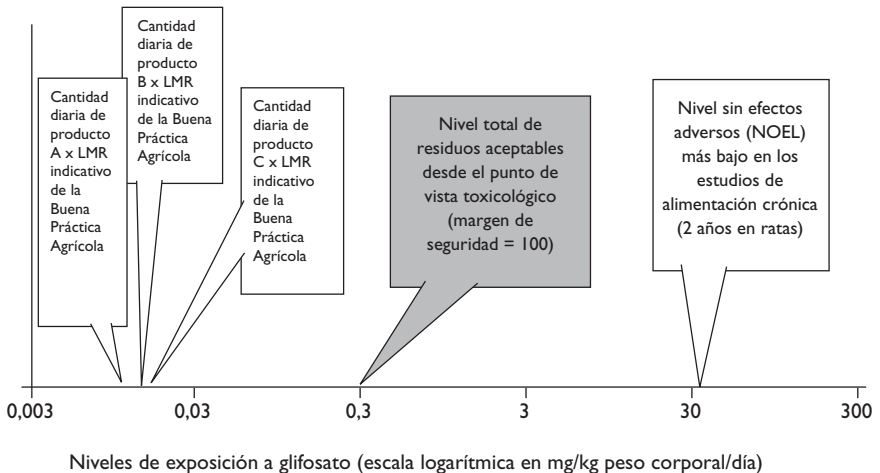 Cantidad
diaria de
producto
A x LMR
indicativo
de la
Buena
Práctica
Agrícola
Cantidad
diaria de
producto
B x LMR
indicativo
de la Buena
Práctica
Agrícola
Cantidad
diaria de
producto
C x LMR
indicativo
de la
Buena
Práctica
Agrícola
Nivel total de
residuos aceptables
desde el punto de
vista toxicológico
(margen de
seguridad = 100)
Nivel sin efectos
adversos (NOEL)
más bajo en los
estudios de
alimentación crónica
(2 años en ratas)
0,003 0,03 0,3 3 30 300
Niveles de exposición a glifosato (escala logarítmica en mg/kg peso corporal/día)